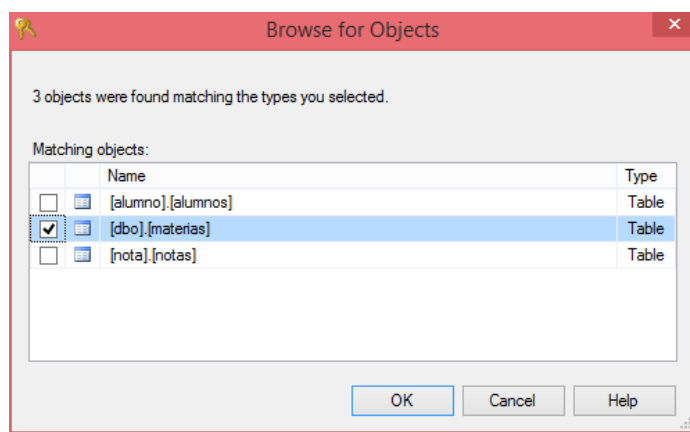 Browse for Objects
3 objects were found matching the types you selected.
Matching objects:
Name Type
[alumno].[alumnos] Table
[dbo].[materias] Table
[nota].[notas] Table
OK Cancel Help